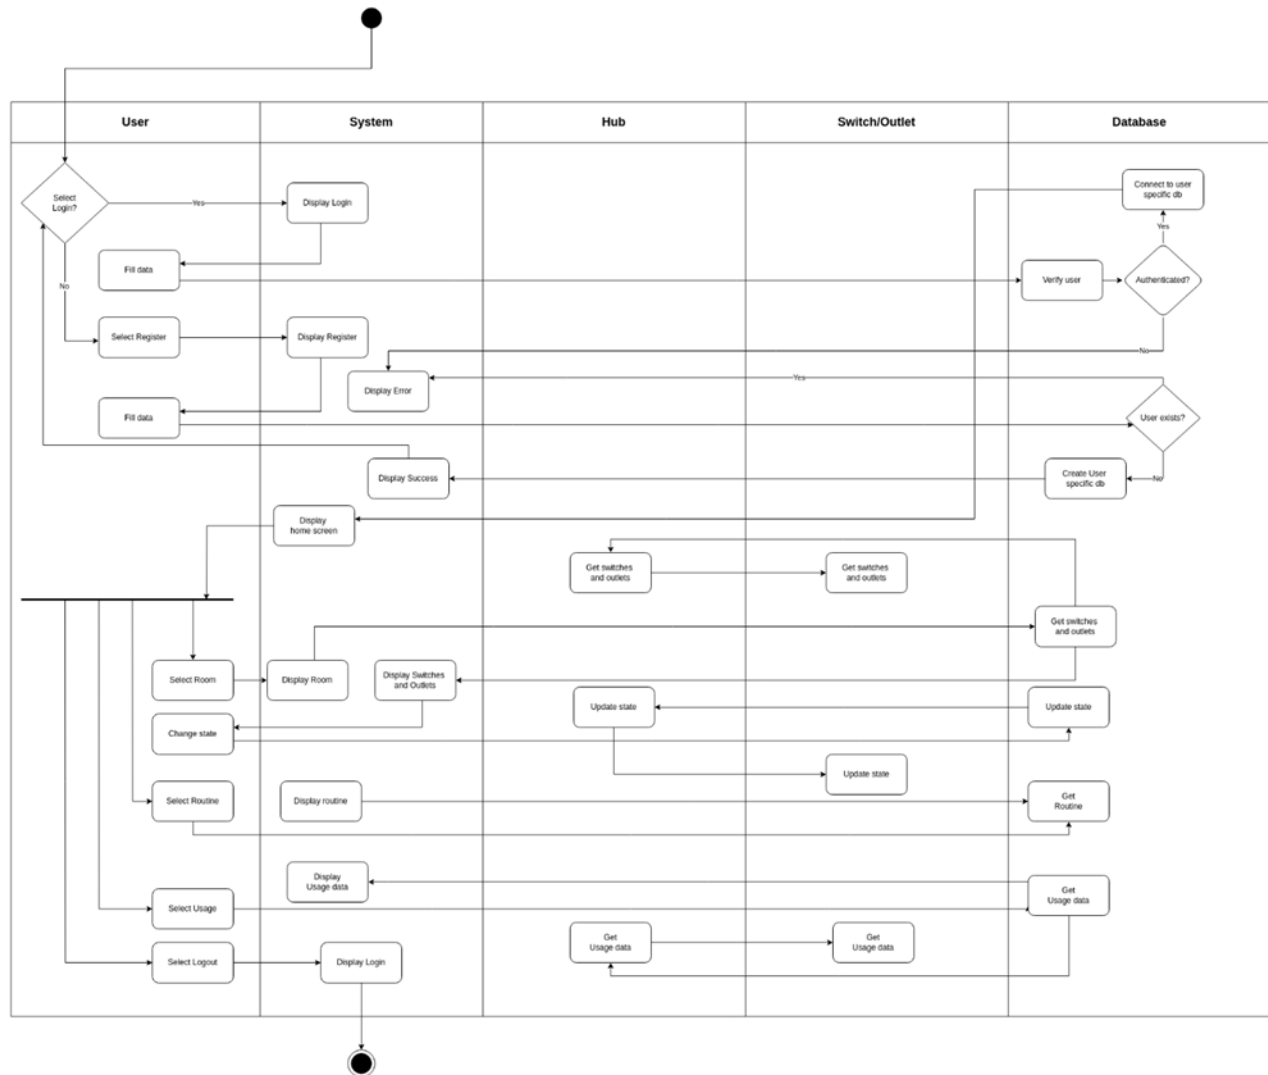 User
System
Hub
Switch/Outlet
Database
Select
Login?
Yes
Display Login
Connect to user
specific db
Yes
Fill data
Verify user
Authenticated?
No
Select Register
Display Register
No
Display Error
Yes
Fill data
User exists?
Display Success
Create User
specific db
No
Display
home screen
Get switches
and outlets
Get switches
and outlets
Get switches
and outlets
Select Room
Display Room
Display Switches
and Outlets
Update state
Update state
Change state
Update state
Select Routine
Display routine
Get
Routine
Display
Usage data
Get
Usage data
Select Usage
Get
Usage data
Get
Usage data
Select Logout
Display Login